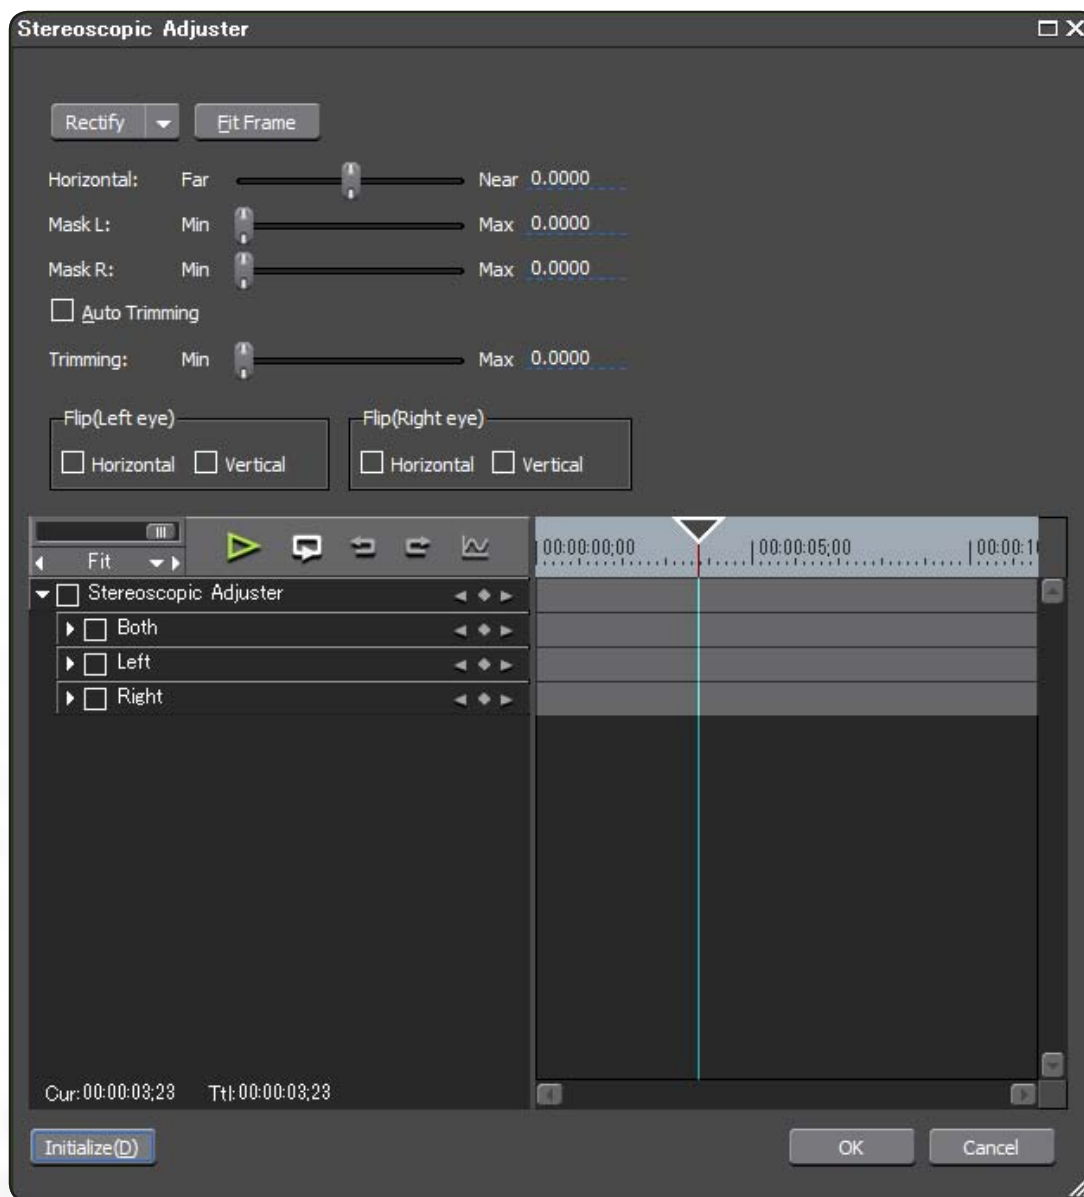 Stereoscopic Adjuster
Rectify Fit Frame
Horizontal: Far Near 0.0000
Mask L: Min Max 0.0000
Mask R: Min Max 0.0000
Auto Trimming
Trimming: Min Max 0.0000
Flip(Left eye) Flip(Right eye)
Horizontal Vertical Horizontal Vertical
Fit 00:00:00;00 00:00:05;00 00:00:1
Stereoscopic Adjuster
Both
Left
Right
Cur:00:00:03;23 Ttl:00:00:03;23
Initialize(D) OK Cancel